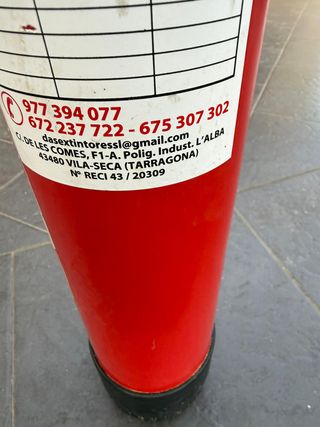 977 394 077
672 237 722 - 675 307 302
dasextintoressl@gmail.com
C/. DE LES COMES, F1-A. Polig. Indust. L'ALBA
43480 VILA-SECA (TARRAGONA)
Nº RECI 43 / 20309